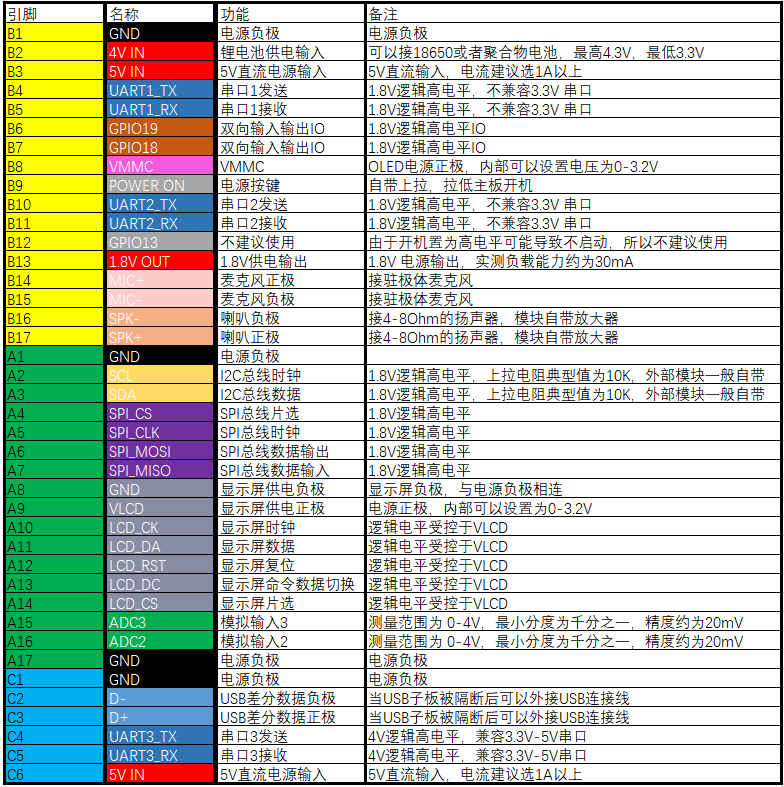 引脚 名称 功能 备注
B1 GND 电源负极 电源负极
B2 4V IN 锂电池供电输入 可以接18650或者聚合物电池，最高4.3V，最低3.3V
B3 5V IN 5V直流电源输入 5V直流输入，电流建议选1A以上
B4 UART1_TX 串口1发送 1.8V逻辑高电平，不兼容3.3V 串口
B5 UART1_RX 串口1接收 1.8V逻辑高电平，不兼容3.3V 串口
B6 GPIO19 双向输入输出IO 1.8V逻辑高电平IO
B7 GPIO18 双向输入输出IO 1.8V逻辑高电平IO
B8 VMMC VMMC OLED电源正极，内部可以设置电压为0-3.2V
B9 POWER ON 电源按键 自带上拉，拉低主板开机
B10 UART2_TX 串口2发送 1.8V逻辑高电平，不兼容3.3V 串口
B11 UART2_RX 串口2接收 1.8V逻辑高电平，不兼容3.3V 串口
B12 GPIO13 不建议使用 由于开机置为高电平可能导致不启动，所以不建议使用
B13 1.8V OUT 1.8V供电输出 1.8V 电源输出，实测负载能力约为30mA
B14 MIC+ 麦克风正极 接驻极体麦克风
B15 MIC- 麦克风负极 接驻极体麦克风
B16 SPK- 喇叭负极 接4-8Ohm的扬声器，模块自带放大器
B17 SPK+ 喇叭正极 接4-8Ohm的扬声器，模块自带放大器
A1 GND 电源负极
A2 SCL I2C总线时钟 1.8V逻辑高电平，上拉电阻典型值为10K，外部模块一般自带
A3 SDA I2C总线数据 1.8V逻辑高电平，上拉电阻典型值为10K，外部模块一般自带
A4 SPI_CS SPI总线片选 1.8V逻辑高电平
A5 SPI_CLK SPI总线时钟 1.8V逻辑高电平
A6 SPI_MOSI SPI总线数据输出 1.8V逻辑高电平
A7 SPI_MISO SPI总线数据输入 1.8V逻辑高电平
A8 GND 显示屏供电负极 显示屏负极，与电源负极相连
A9 VLCD 显示屏供电正极 电源正极，内部可以设置为0-3.2V
A10 LCD_CK 显示屏时钟 逻辑电平受控于VLCD
A11 LCD_DA 显示屏数据 逻辑电平受控于VLCD
A12 LCD_RST 显示屏复位 逻辑电平受控于VLCD
A13 LCD_DC 显示屏命令数据切换 逻辑电平受控于VLCD
A14 LCD_CS 显示屏片选 逻辑电平受控于VLCD
A15 ADC3 模拟输入3 测量范围为 0-4V，最小分度为千分之一，精度约为20mV
A16 ADC2 模拟输入2 测量范围为 0-4V，最小分度为千分之一，精度约为20mV
A17 GND 电源负极 电源负极
C1 GND 电源负极 电源负极
C2 D- USB差分数据负极 当USB子板被隔断后可以外接USB连接线
C3 D+ USB差分数据正极 当USB子板被隔断后可以外接USB连接线
C4 UART3_TX 串口3发送 4V逻辑高电平，兼容3.3V-5V串口
C5 UART3_RX 串口3接收 4V逻辑高电平，兼容3.3V-5V串口
C6 5V IN 5V直流电源输入 5V直流输入，电流建议选1A以上